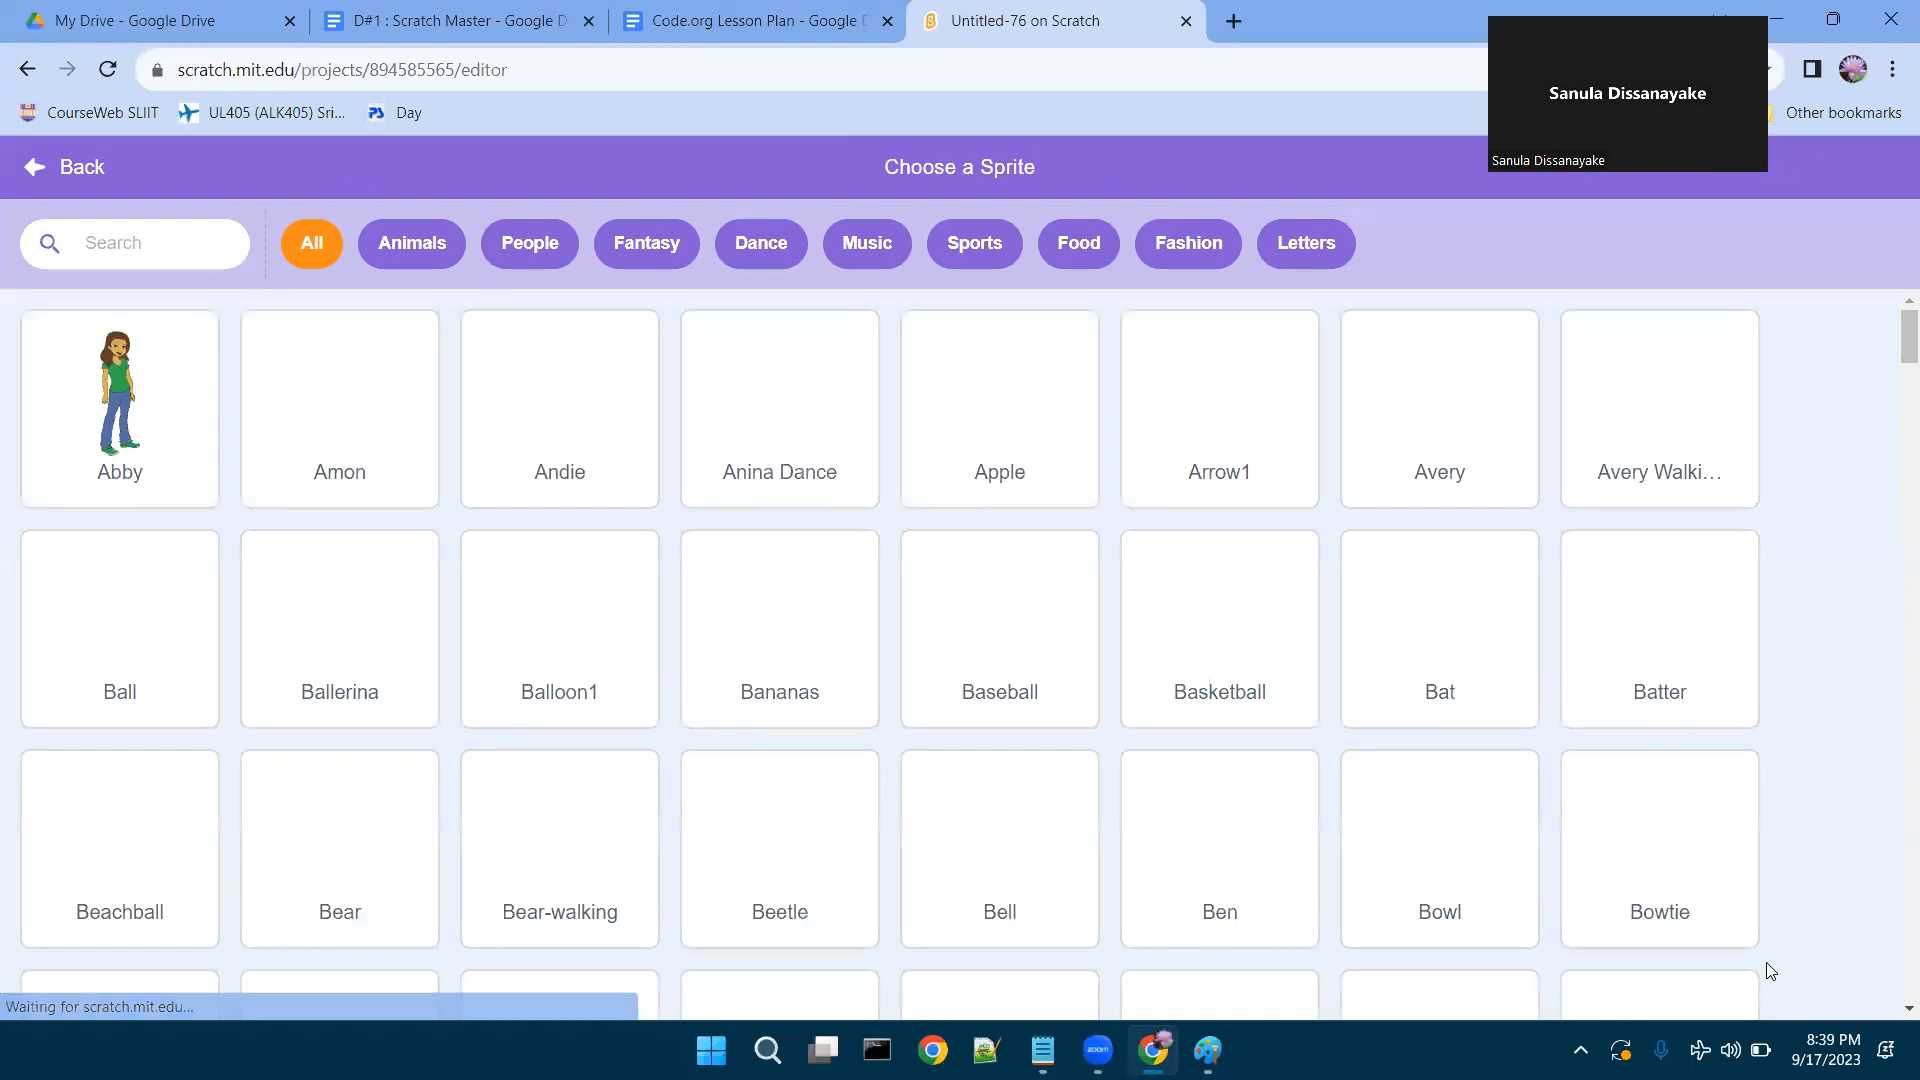 My Drive - Google Drive
D#1 : Scratch Master - Google D
Code.org Lesson Plan - Google D
Untitled-76 on Scratch
scratch.mit.edu/projects/894585565/editor
CourseWeb SLIIT
UL405 (ALK405) Sri...
PS
Day
Other bookmarks
Sanula Dissanayake
Sanula Dissanayake
Back
Choose a Sprite
Search
All
Animals
People
Fantasy
Dance
Music
Sports
Food
Fashion
Letters
Abby
Amon
Andie
Anina Dance
Apple
Arrow1
Avery
Avery Walki...
Ball
Ballerina
Balloon1
Bananas
Baseball
Basketball
Bat
Batter
Beachball
Bear
Bear-walking
Beetle
Bell
Ben
Bowl
Bowtie
Waiting for scratch.mit.edu...
zoom
8:39 PM
9/17/2023